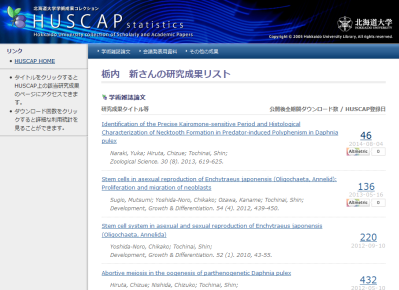 北海道大学学術成果コレクション
HUSCAP statistics
Hokkaido University Collection of Scholarly and Academic Papers
北海道大学
HOKKAIDO UNIVERSITY
Copyright © 2005 Hokkaido University Library. All rights reserved.
リンク
HUSCAP HOME
タイトルをクリックすると
HUSCAP上の該当研究成果
のページにアクセスできま
す。
ダウンロード回数をクリッ
クすると詳細な利用統計を
見ることができます。
学術雑誌論文 会議発表用資料 その他の成果
栃内 新さんの研究成果リスト
学術雑誌論文
研究成果タイトル等 公開後全期間ダウンロード数 / HUSCAP登録日
Identification of the Precise Kairomone-sensitive Period and Histological
Characterization of Necktooth Formation in Predator-induced Polyphenism in Daphnia
pulex
46
2014-08-04
Naraki, Yuka; Hiruta, Chizue; Tochinai, Shin;
Zoological Science. 30 (8). 2013, 619-625.
Altmetric 0
Stem cells in asexual reproduction of Enchytraeus japonensis (Oligochaeta, Annelid):
Proliferation and migration of neoblasts
136
2013-05-16
Sugio, Mutsumi; Yoshida-Noro, Chikako; Ozawa, Kaname; Tochinai, Shin;
Development, Growth & Differentiation. 54 (4). 2012, 439-450.
Altmetric 0
Stem cell system in asexual and sexual reproduction of Enchytraeus japonensis
(Oligochaeta, Annelida)
220
Yoshida-Noro, Chikako; Tochinai, Shin;
Development, Growth & Differentiation. 52 (1). 2010, 43-55.
Abortive meiosis in the oogenesis of parthenogenetic Daphnia pulex
432
Hiruta, Chizue; Nishida, Chizuko; Tochinai, Shin;